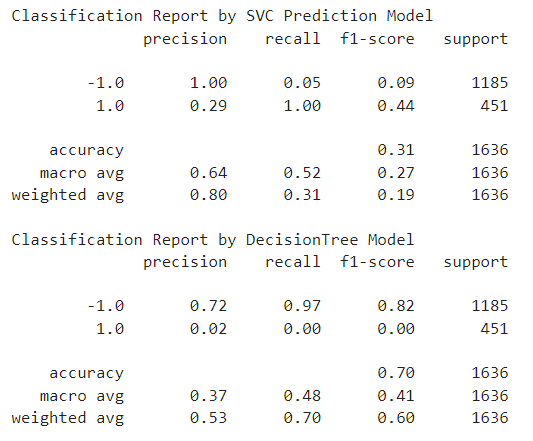 Classification Report by SVC Prediction Model
precision recall f1-score support
-1.0 1.00 0.05 0.09 1185
1.0 0.29 1.00 0.44 451
accuracy 0.31 1636
macro avg 0.64 0.52 0.27 1636
weighted avg 0.80 0.31 0.19 1636
Classification Report by DecisionTree Model
precision recall f1-score support
-1.0 0.72 0.97 0.82 1185
1.0 0.02 0.00 0.00 451
accuracy 0.70 1636
macro avg 0.37 0.48 0.41 1636
weighted avg 0.53 0.70 0.60 1636